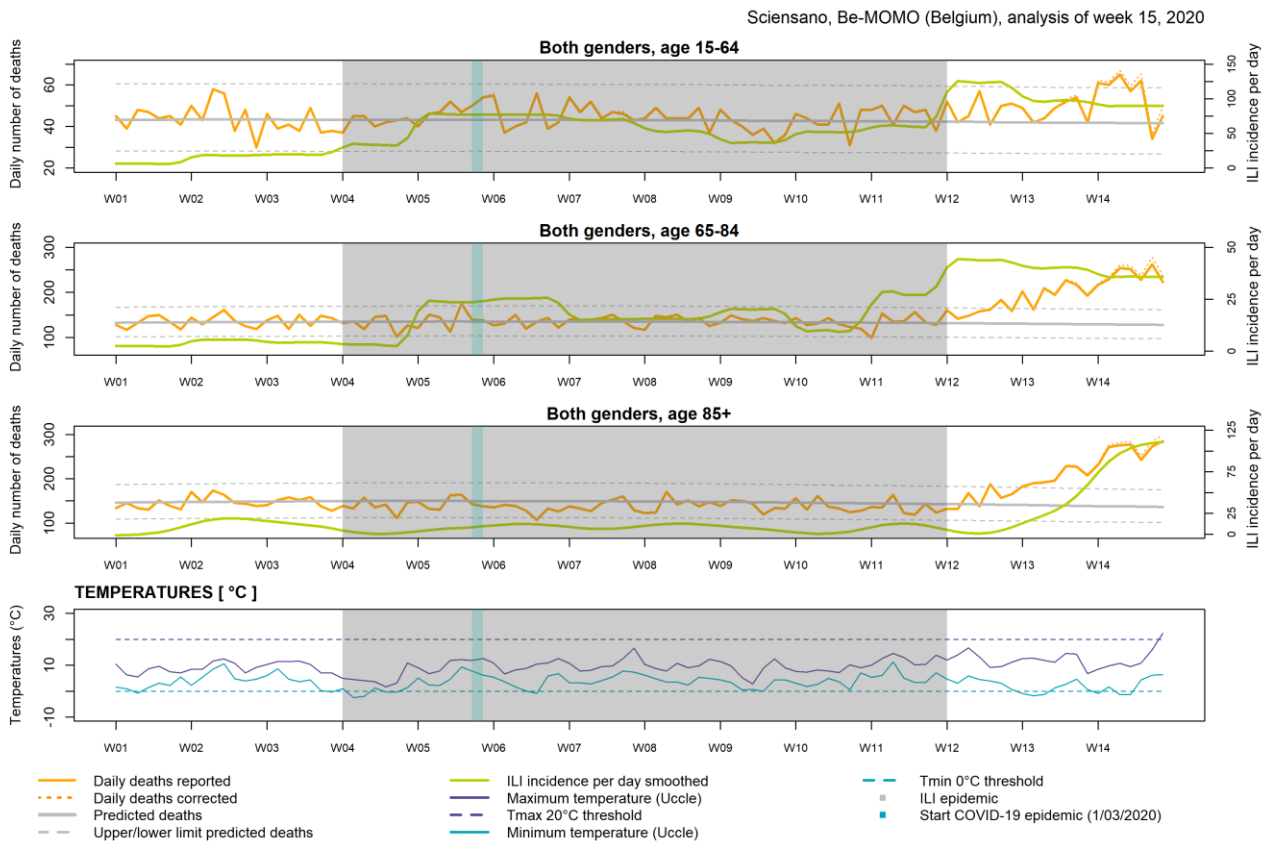 Sciensano, Be-MOMO (Belgium), analysis of week 15, 2020
Both genders, age 15-64
Daily number of deaths
20 40 60
ILI incidence per day
0 50 100 150
W01 W02 W03 W04 W05 W06 W07 W08 W09 W10 W11 W12 W13 W14
Both genders, age 65-84
Daily number of deaths
100 200 300
ILI incidence per day
0 25 50
W01 W02 W03 W04 W05 W06 W07 W08 W09 W10 W11 W12 W13 W14
Both genders, age 85+
Daily number of deaths
100 200 300
ILI incidence per day
0 25 50 75 125
W01 W02 W03 W04 W05 W06 W07 W08 W09 W10 W11 W12 W13 W14
TEMPERATURES [ °C ]
Temperatures (°C)
-10 10 30
W01 W02 W03 W04 W05 W06 W07 W08 W09 W10 W11 W12 W13 W14
Daily deaths reported
Daily deaths corrected
Predicted deaths
Upper/lower limit predicted deaths
ILI incidence per day smoothed
Maximum temperature (Uccle)
Tmax 20°C threshold
Minimum temperature (Uccle)
Tmin 0°C threshold
ILI epidemic
Start COVID-19 epidemic (1/03/2020)